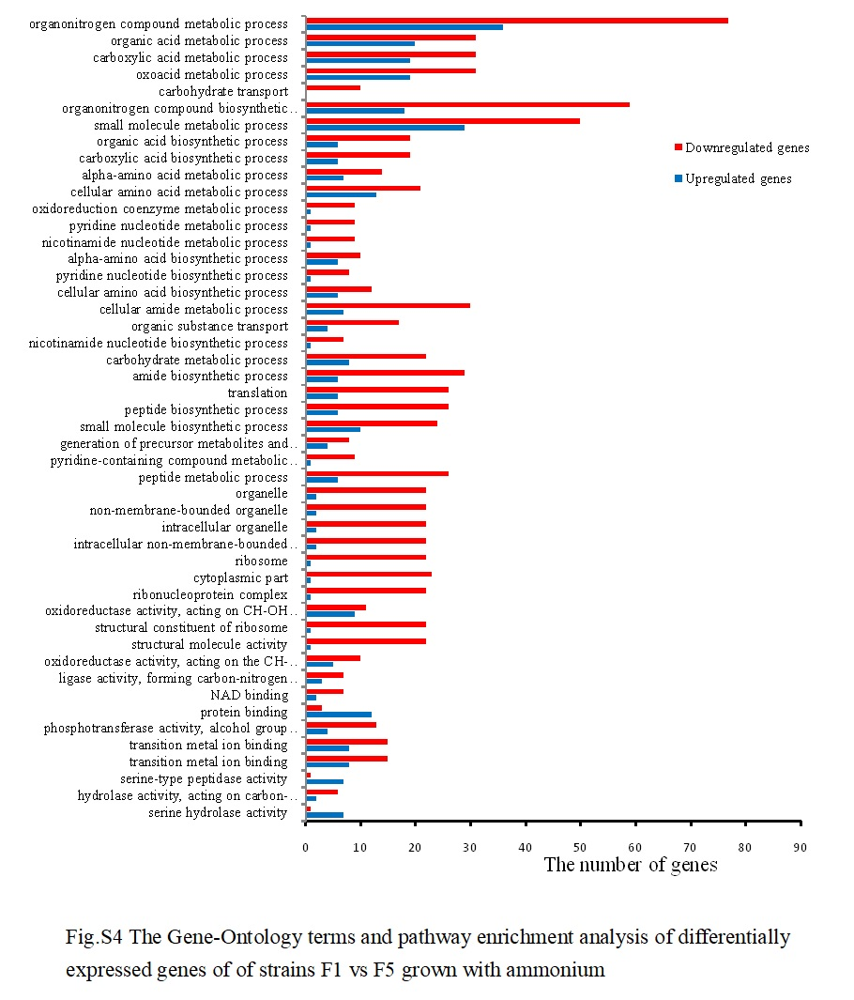 organonitrogen compound metabolic process
organic acid metabolic process
carboxylic acid metabolic process
oxoacid metabolic process
carbohydrate transport
organonitrogen compound biosynthetic..
small molecule metabolic process
organic acid biosynthetic process
carboxylic acid biosynthetic process
alpha-amino acid metabolic process
cellular amino acid metabolic process
oxidoreduction coenzyme metabolic process
pyridine nucleotide metabolic process
nicotinamide nucleotide metabolic process
alpha-amino acid biosynthetic process
pyridine nucleotide biosynthetic process
cellular amino acid biosynthetic process
cellular amide metabolic process
organic substance transport
nicotinamide nucleotide biosynthetic process
carbohydrate metabolic process
amide biosynthetic process
translation
peptide biosynthetic process
small molecule biosynthetic process
generation of precursor metabolites and..
pyridine-containing compound metabolic..
peptide metabolic process
organelle
non-membrane-bounded organelle
intracellular organelle
intracellular non-membrane-bounded..
ribosome
cytoplasmic part
ribonucleoprotein complex
oxidoreductase activity, acting on CH-OH..
structural constituent of ribosome
structural molecule activity
oxidoreductase activity, acting on the CH-..
ligase activity, forming carbon-nitrogen..
NAD binding
protein binding
phosphotransferase activity, alcohol group..
transition metal ion binding
transition metal ion binding
serine-type peptidase activity
hydrolase activity, acting on carbon-..
serine hydrolase activity
Downregulated genes
Upregulated genes
0 10 20 30 40 50 60 70 80 90
The number of genes
Fig.S4 The Gene-Ontology terms and pathway enrichment analysis of differentially
expressed genes of of strains F1 vs F5 grown with ammonium